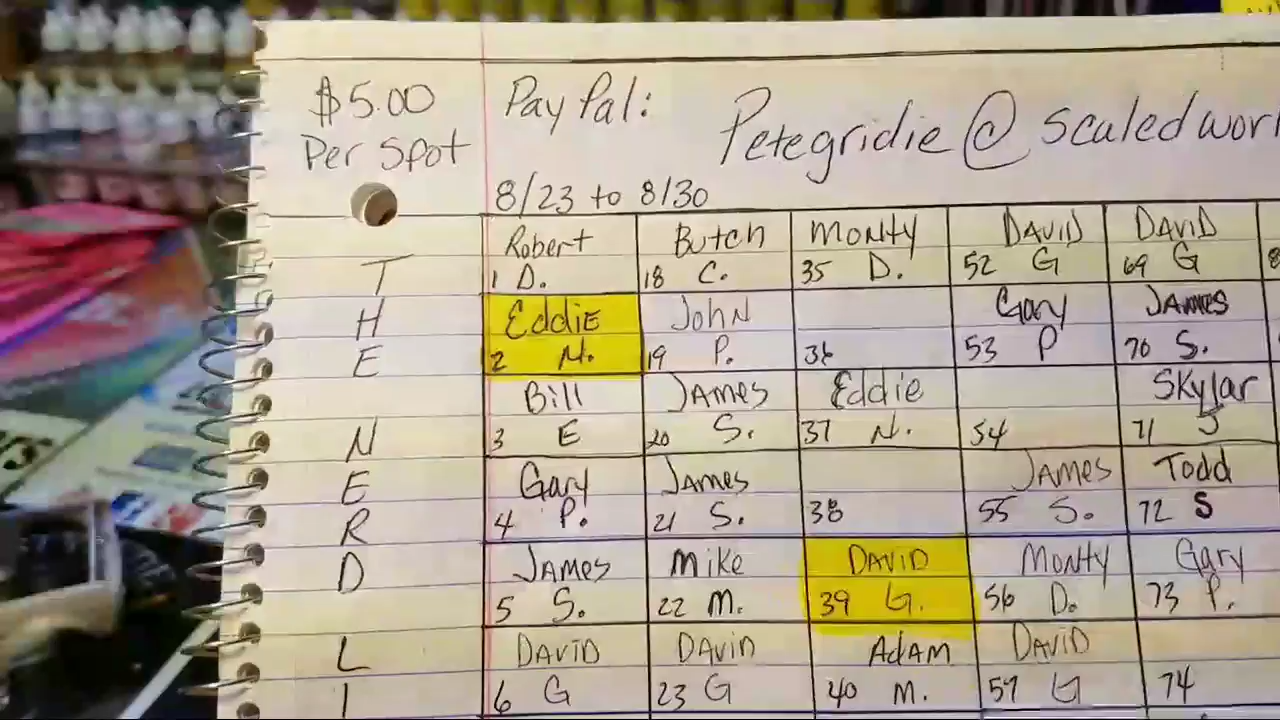 $5.00
Per Spot
PayPal:
Petegridie@scaledwor
8/23 to 8/30
T
H
E
N
E
R
D
L
I
Robert Butch Monty David David
1 D. 18 C. 35 D. 52 G 69 G 8
Eddie John Gary James
2 N. 19 P. 36 53 P 70 S.
Bill James Eddie Skylar
3 E 20 S. 37 N. 54 71 J
Gary James James Todd
4 P. 21 S. 38 55 S. 72 S
James Mike David Monty Gary
5 S. 22 M. 39 G. 56 D. 73 P.
David David Adam David
6 G 23 G 40 M. 57 G 74